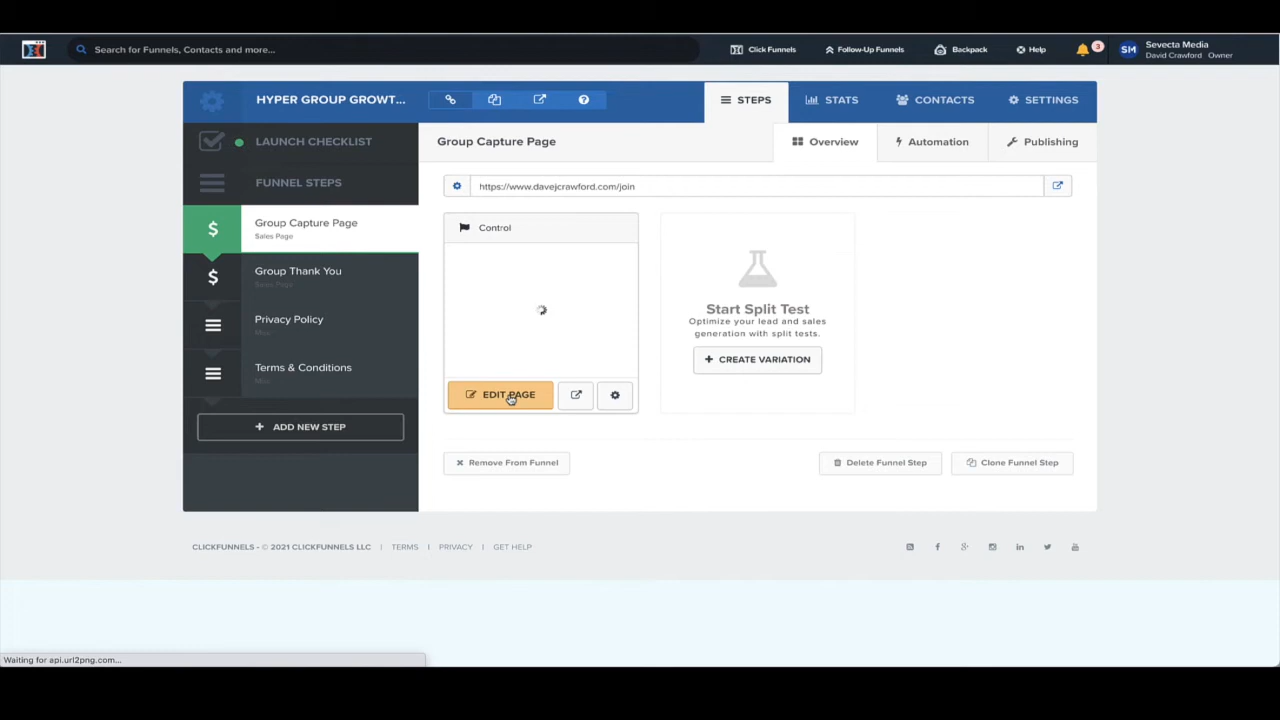 Search for Funnels, Contacts and more...
Click Funnels
Follow-Up Funnels
Backpack
Help
3
SM
Sevecta Media
David Crawford Owner
HYPER GROUP GROWT...
STEPS
STATS
CONTACTS
SETTINGS
LAUNCH CHECKLIST
Group Capture Page
Overview
Automation
Publishing
FUNNEL STEPS
https://www.davejcrawford.com/join
Group Capture Page
Sales Page
Control
Group Thank You
Sales Page
Privacy Policy
Misc
Start Split Test
Optimize your lead and sales
generation with split tests.
CREATE VARIATION
Terms & Conditions
Misc
EDIT PAGE
ADD NEW STEP
Remove From Funnel
Delete Funnel Step
Clone Funnel Step
CLICKFUNNELS - © 2021 CLICKFUNNELS LLC | TERMS | PRIVACY | GET HELP
Waiting for api.url2png.com...